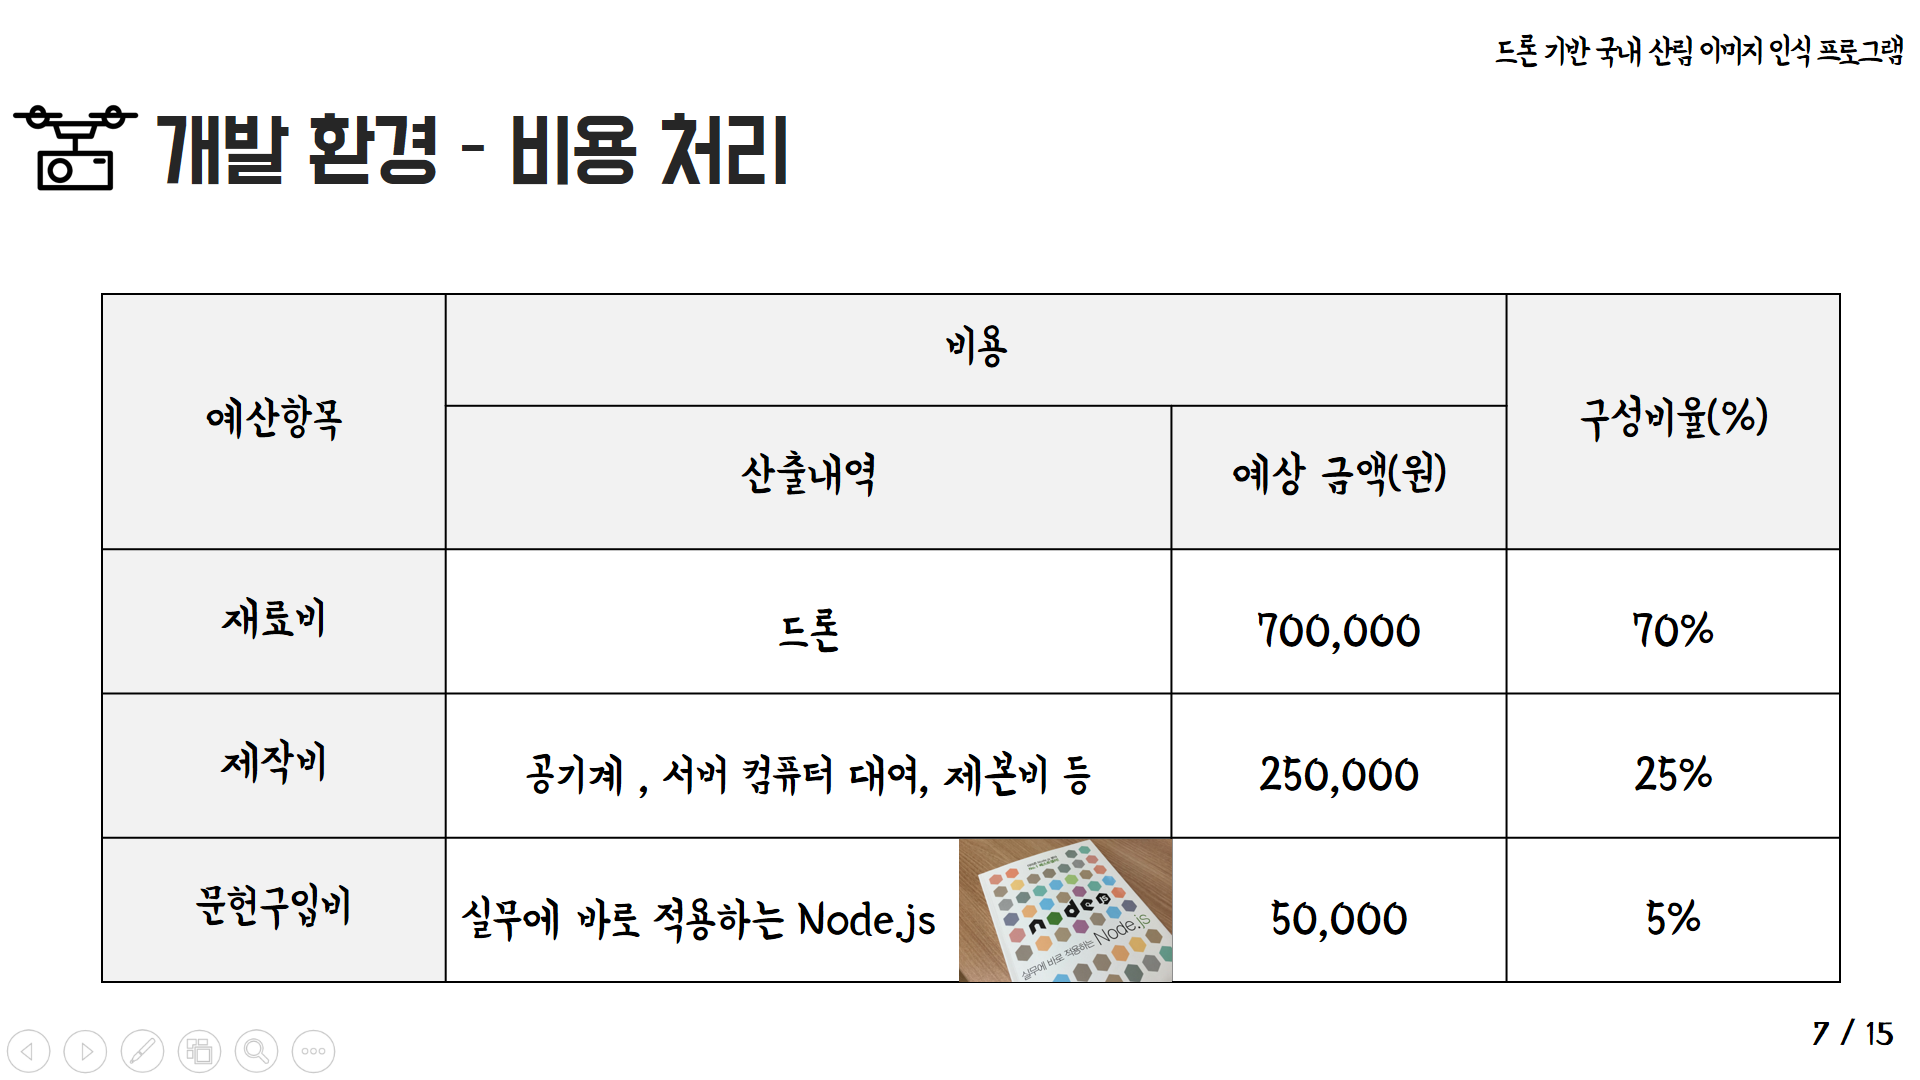 드론 기반 국내 산림 이미지 인식 프로그램
개발 환경 - 비용 처리
예산항목
비용
구성비율(%)
산출내역
예상 금액(원)
재료비
드론
700,000
70%
제작비
공기계 , 서버 컴퓨터 대여, 제본비 등
250,000
25%
문헌구입비
실무에 바로 적용하는 Node.js
node js
실무에 바로 적용하는 Node.js
50,000
5%
7 / 15